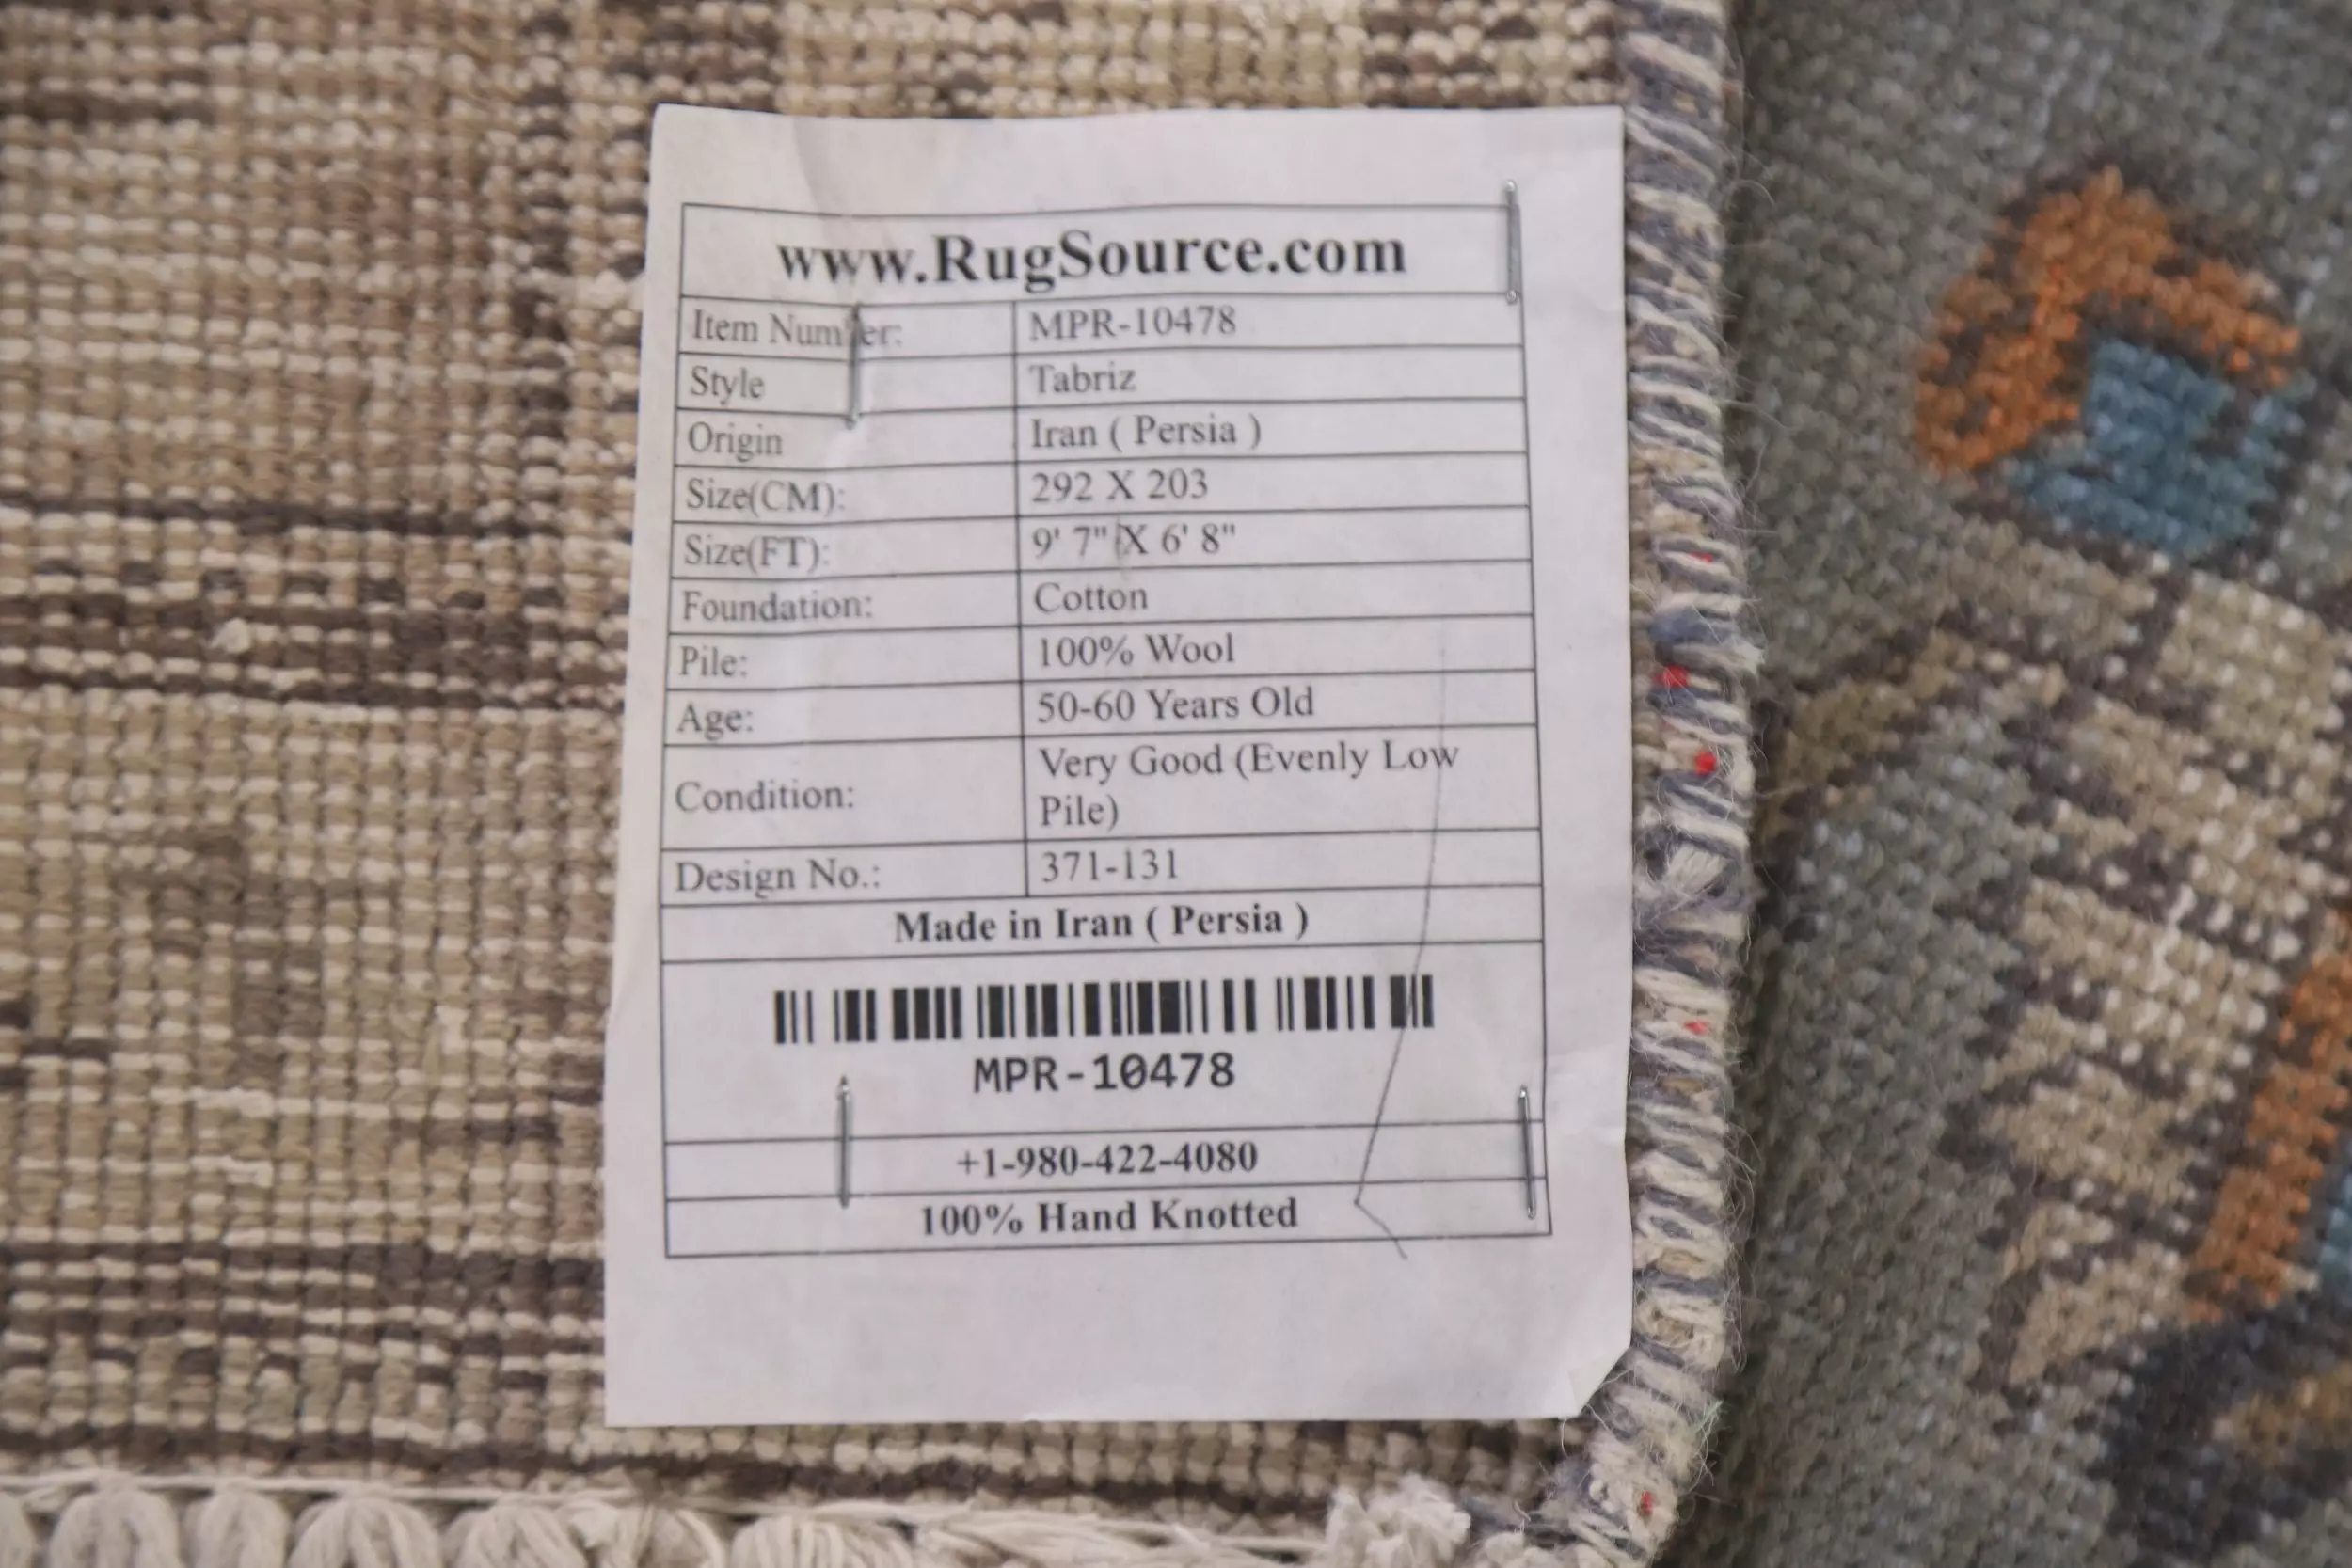 www.RugSource.com
Item Number: MPR-10478
Style Tabriz
Origin Iran ( Persia )
Size(CM): 292 X 203
Size(FT): 9' 7" X 6' 8"
Foundation: Cotton
Pile: 100% Wool
Age: 50-60 Years Old
Condition: Very Good (Evenly Low
Pile)
Design No.: 371-131
Made in Iran ( Persia )
MPR-10478
+1-980-422-4080
100% Hand Knotted